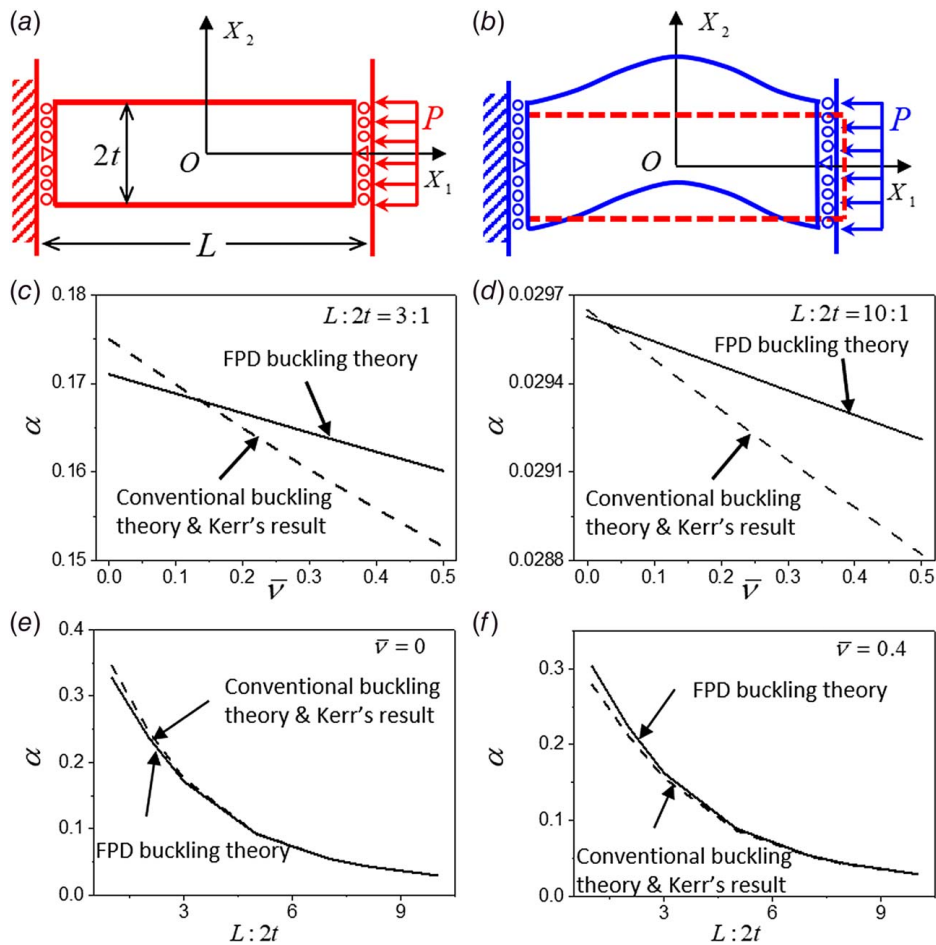 (a)
X₂
P
2t
O
X₁
L
(b)
X₂
P
O
X₁
(c)
0.18
L : 2t = 3 : 1
FPD buckling theory
0.17
α
0.16
Conventional buckling
theory & Kerr's result
0.15
0.0 0.1 0.2 0.3 0.4 0.5
ν̄
(d)
0.0297
L : 2t = 10 : 1
FPD buckling theory
0.0294
α
0.0291
Conventional buckling
theory & Kerr's result
0.0288
0.0 0.1 0.2 0.3 0.4 0.5
ν̄
(e)
0.4
ν̄ = 0
0.3
Conventional buckling
theory & Kerr's result
α
0.2
0.1
FPD buckling theory
0.0
3 6 9
L : 2t
(f)
ν̄ = 0.4
0.3
FPD buckling theory
α
0.2
0.1
Conventional buckling
theory & Kerr's result
0.0
3 6 9
L : 2t